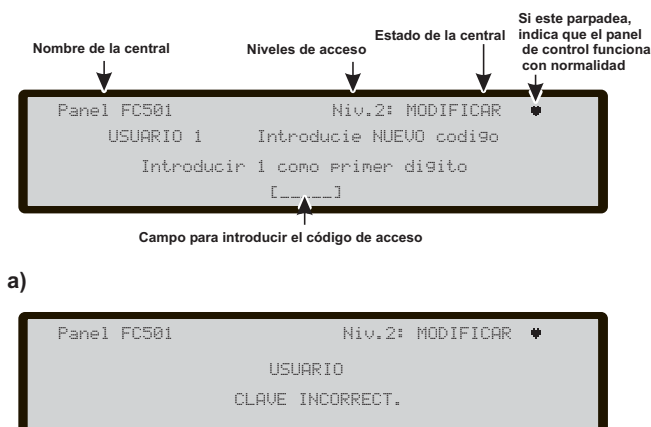 Si este parpadea,
indica que el panel
de control funciona
con normalidad
Estado de la central
Nombre de la central
Niveles de acceso
Panel FC501 Niv.2: MODIFICAR
USUARIO 1 Introducie NUEVO codigo
Introducir 1 como primer digito
[_____]
Campo para introducir el código de acceso
a)
Panel FC501 Niv.2: MODIFICAR
USUARIO
CLAVE INCORRECT.